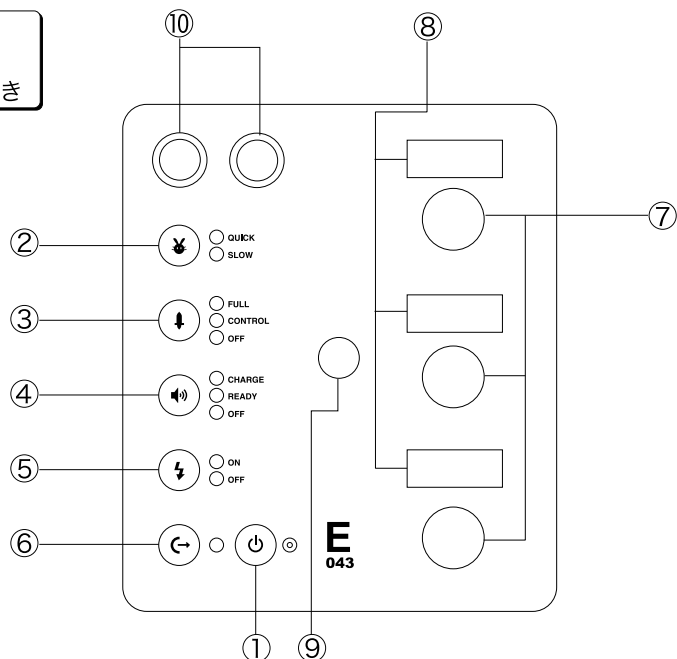 き
⑩
⑧
⑦
② QUICK
SLOW
③ FULL
CONTROL
OFF
④ CHARGE
READY
OFF
⑤ ON
OFF
⑥ E
043
① ⑨